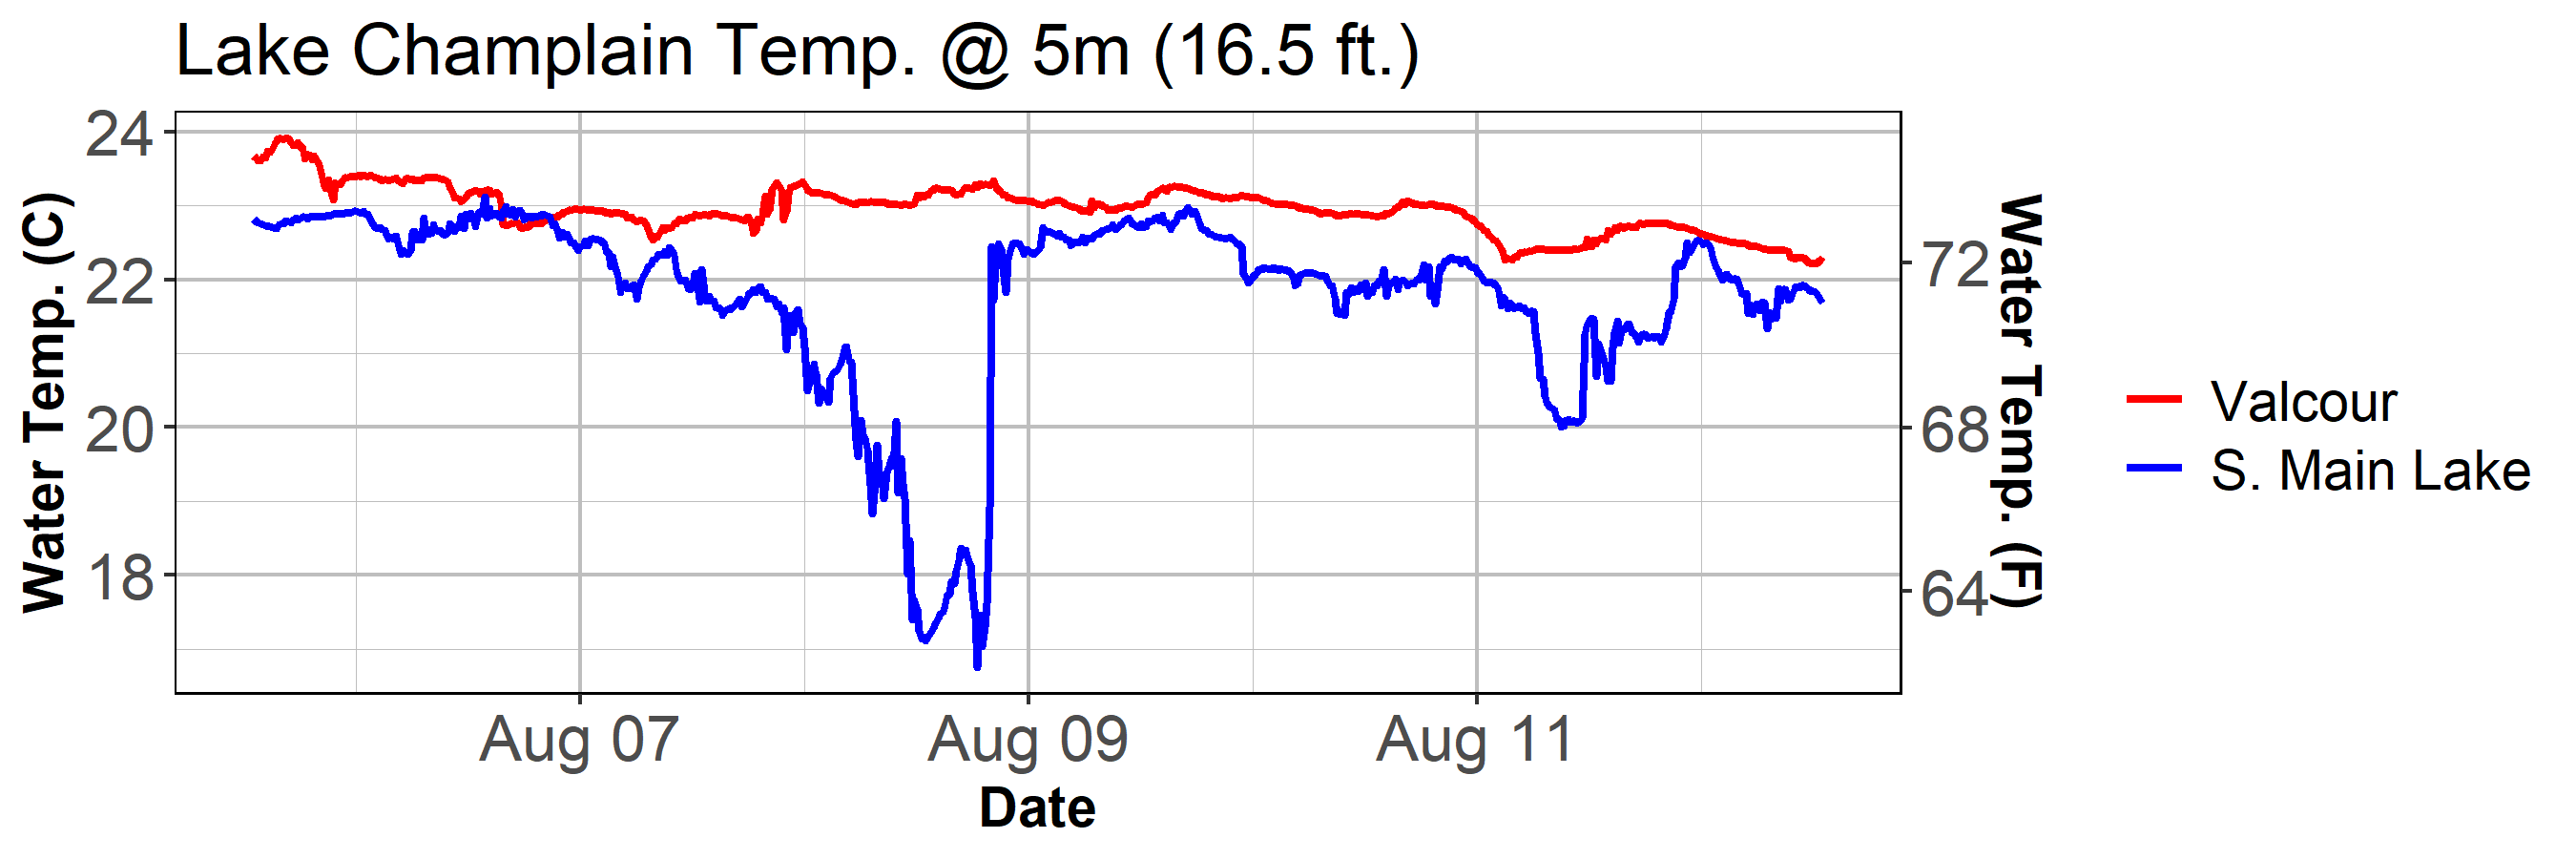 Lake Champlain Temp. @ 5m (16.5 ft.)
Water Temp. (C)
24
22
20
18
72
68
64
Water Temp. (F)
Aug 07
Aug 09
Aug 11
Date
Valcour
S. Main Lake